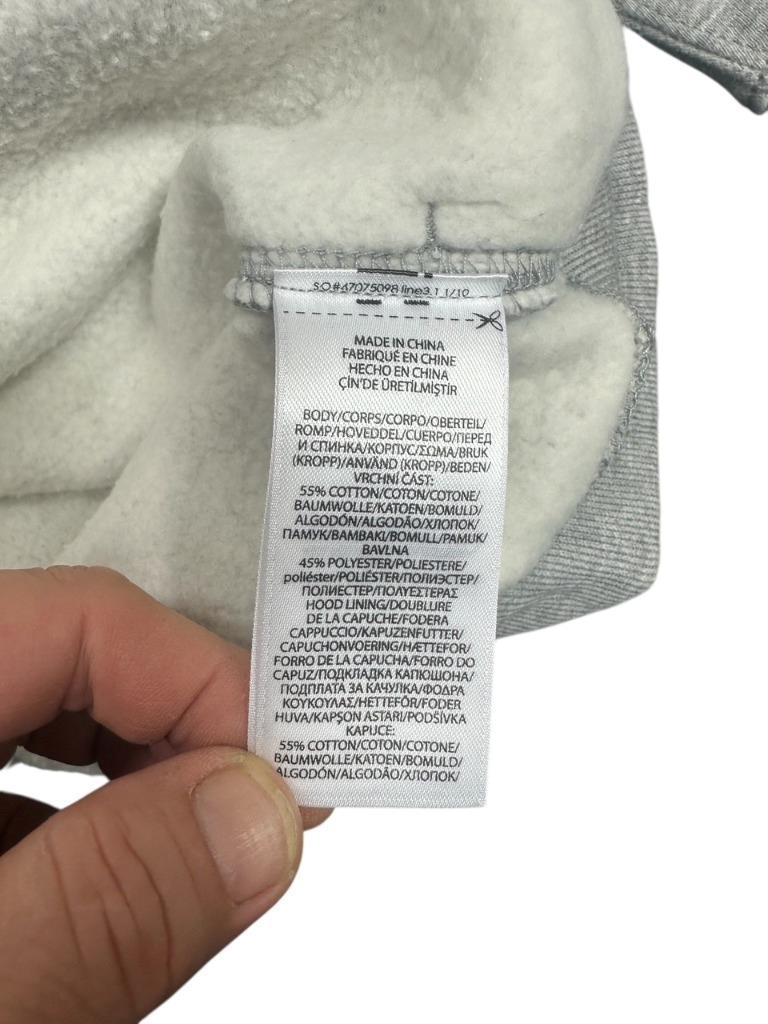 S.O#47075098 line3.1 1/10
MADE IN CHINA
FABRIQUÉ EN CHINE
HECHO EN CHINA
ÇİN'DE ÜRETİLMİŞTİR
BODY/CORPS/CORPO/OBERTEIL/
ROMP/HOVEDDEL/CUERPO/ПЕРЕД
И СПИНКА/КОРПУС/ΣΩΜΑ/BRUK
(KROPP)/ANVÄND (KROPP)/BEDEN/
VRCHNÍ ČÁST:
55% COTTON/COTON/COTONE/
BAUMWOLLE/KATOEN/BOMULD/
ALGODÓN/ALGODÃO/ХЛОПОК/
ПАМУК/BAMBAKI/BOMULL/PAMUK/
BAVLNA
45% POLYESTER/POLIESTERE/
poliéster/POLIÉSTER/ПОЛИЭСТЕР/
ПОЛИЕСТЕР/ΠΟΛΥΕΣΤΕΡΑΣ
HOOD LINING/DOUBLURE
DE LA CAPUCHE/FODERA
CAPPUCCIO/KAPUZENFUTTER/
CAPUCHONVOERING/HÆTTEFOR/
FORRO DE LA CAPUCHA/FORRO DO
CAPUZ/ПОДКЛАДКА КАПЮШОНА/
ПОДПЛАТА ЗА КАЧУЛКА/ΦΟΔΡΑ
ΚΟΥΚΟΥΛΑΣ/HETTEFÔR/FODER
HUVA/KAPŞON ASTARI/PODŠÍVKA
KAPUCE:
55% COTTON/COTON/COTONE/
BAUMWOLLE/KATOEN/BOMULD/
ALGODÓN/ALGODÃO/ХЛОПОК/